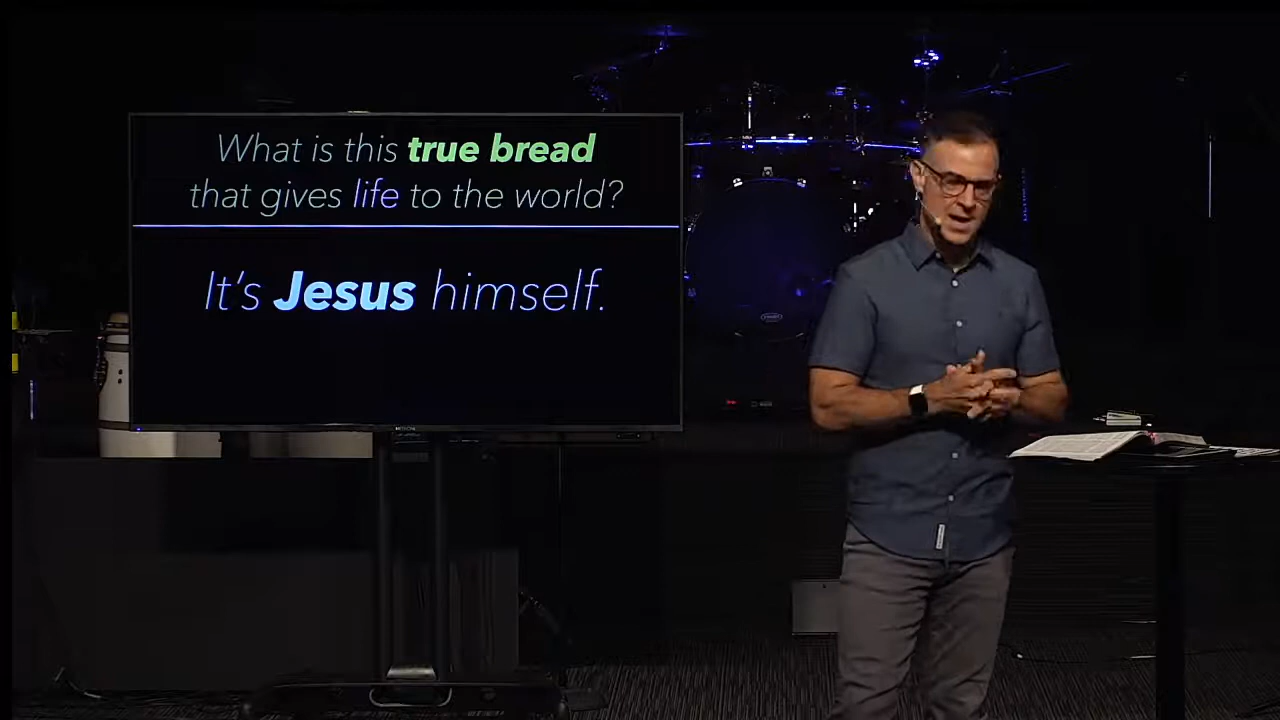 What is this true bread
that gives life to the world?
It's Jesus himself.